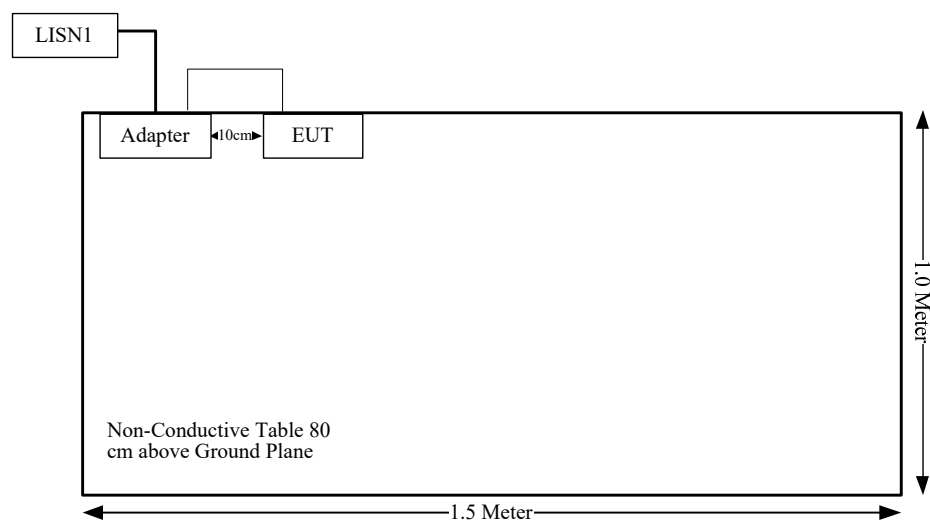 LISN1
Adapter
10cm
EUT
1.0 Meter
Non-Conductive Table 80
cm above Ground Plane
1.5 Meter